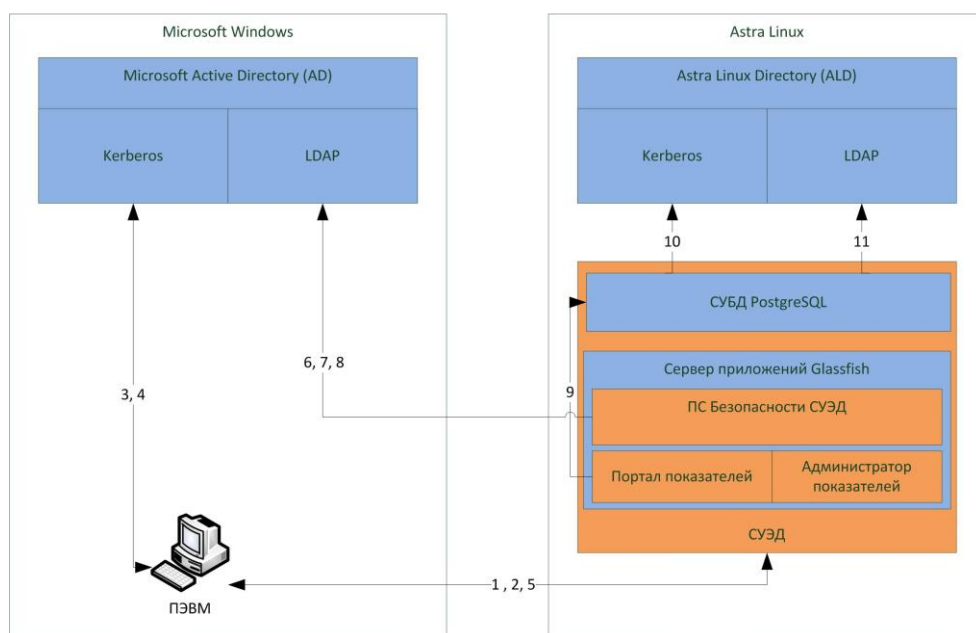 Microsoft Windows
Microsoft Active Directory (AD)
Kerberos
LDAP
3, 4
6, 7, 8
ПЭВМ
1 , 2, 5
Astra Linux
Astra Linux Directory (ALD)
Kerberos
LDAP
10
11
СУБД PostgreSQL
9
Сервер приложений Glassfish
ПС Безопасности СУЭД
Портал показателей
Администратор
показателей
СУЭД